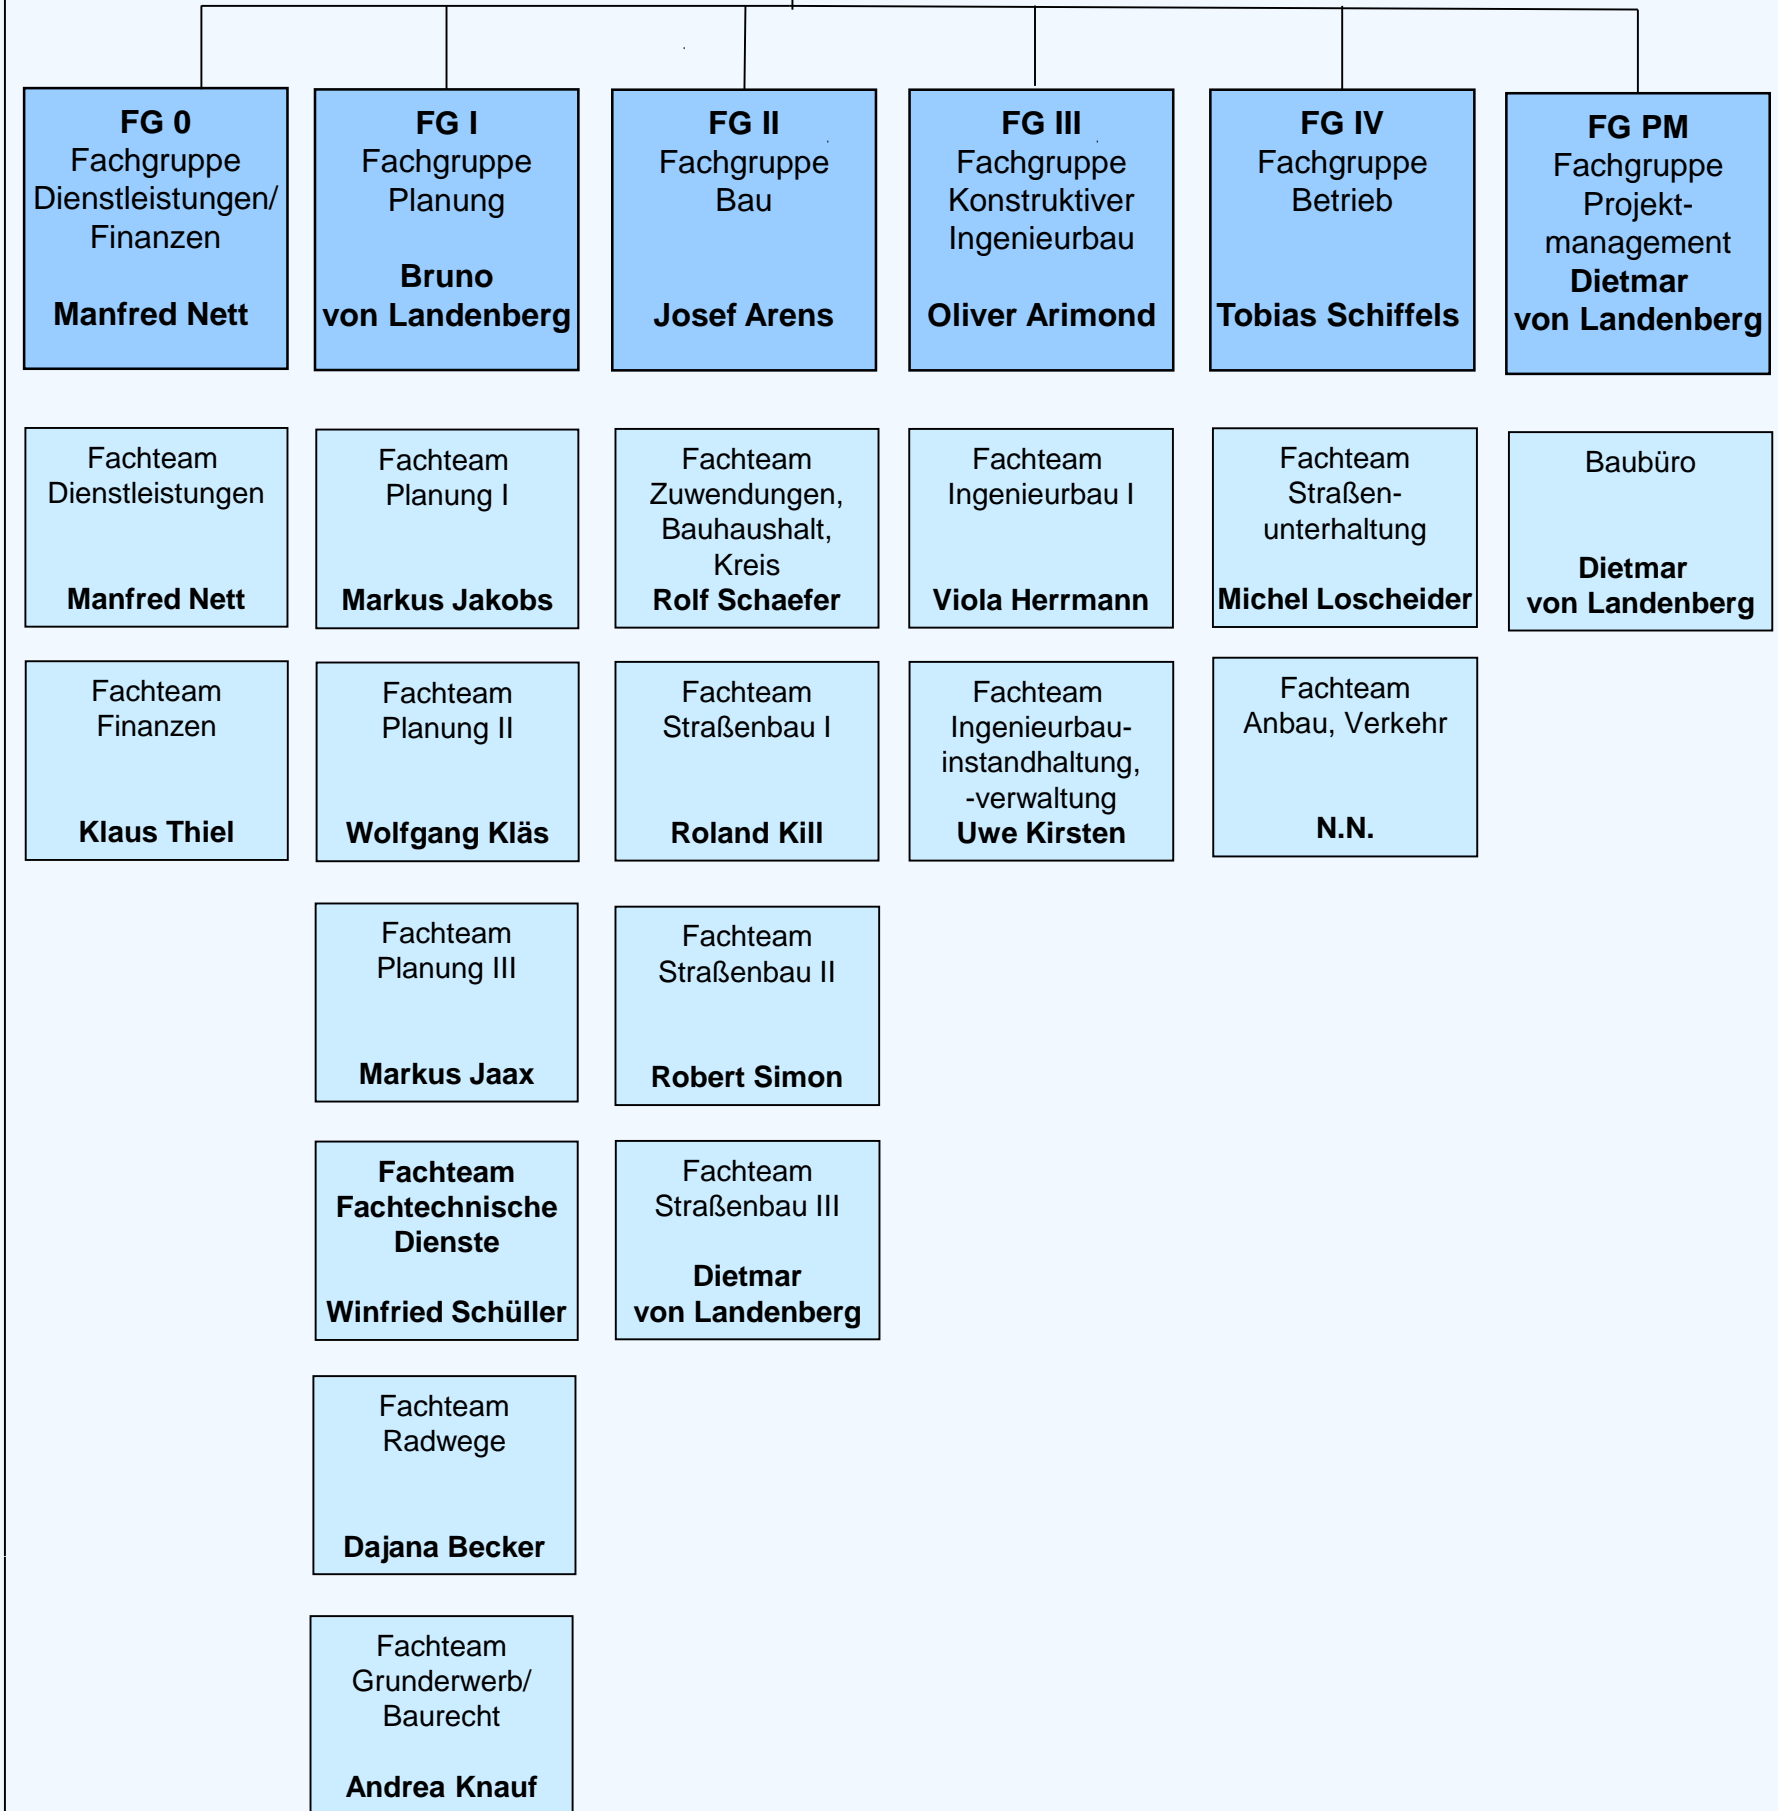 FG 0
Fachgruppe
Dienstleistungen/
Finanzen
Manfred Nett
FG I
Fachgruppe
Planung
Bruno
von Landenberg
FG II
Fachgruppe
Bau
Josef Arens
FG III
Fachgruppe
Konstruktiver
Ingenieurbau
Oliver Arimond
FG IV
Fachgruppe
Betrieb
Tobias Schiffels
FG PM
Fachgruppe
Projekt-
management
Dietmar
von Landenberg
Fachteam
Dienstleistungen
Manfred Nett
Fachteam
Planung I
Markus Jakobs
Fachteam
Zuwendungen,
Bauhaushalt,
Kreis
Rolf Schaefer
Fachteam
Ingenieurbau I
Viola Herrmann
Fachteam
Straßen-
unterhaltung
Michel Loscheider
Baubüro
Dietmar
von Landenberg
Fachteam
Finanzen
Klaus Thiel
Fachteam
Planung II
Wolfgang Kläs
Fachteam
Straßenbau I
Roland Kill
Fachteam
Ingenieurbau-
instandhaltung,
-verwaltung
Uwe Kirsten
Fachteam
Anbau, Verkehr
N.N.
Fachteam
Planung III
Markus Jaax
Fachteam
Straßenbau II
Robert Simon
Fachteam
Fachtechnische
Dienste
Winfried Schüller
Fachteam
Straßenbau III
Dietmar
von Landenberg
Fachteam
Radwege
Dajana Becker
Fachteam
Grunderwerb/
Baurecht
Andrea Knauf